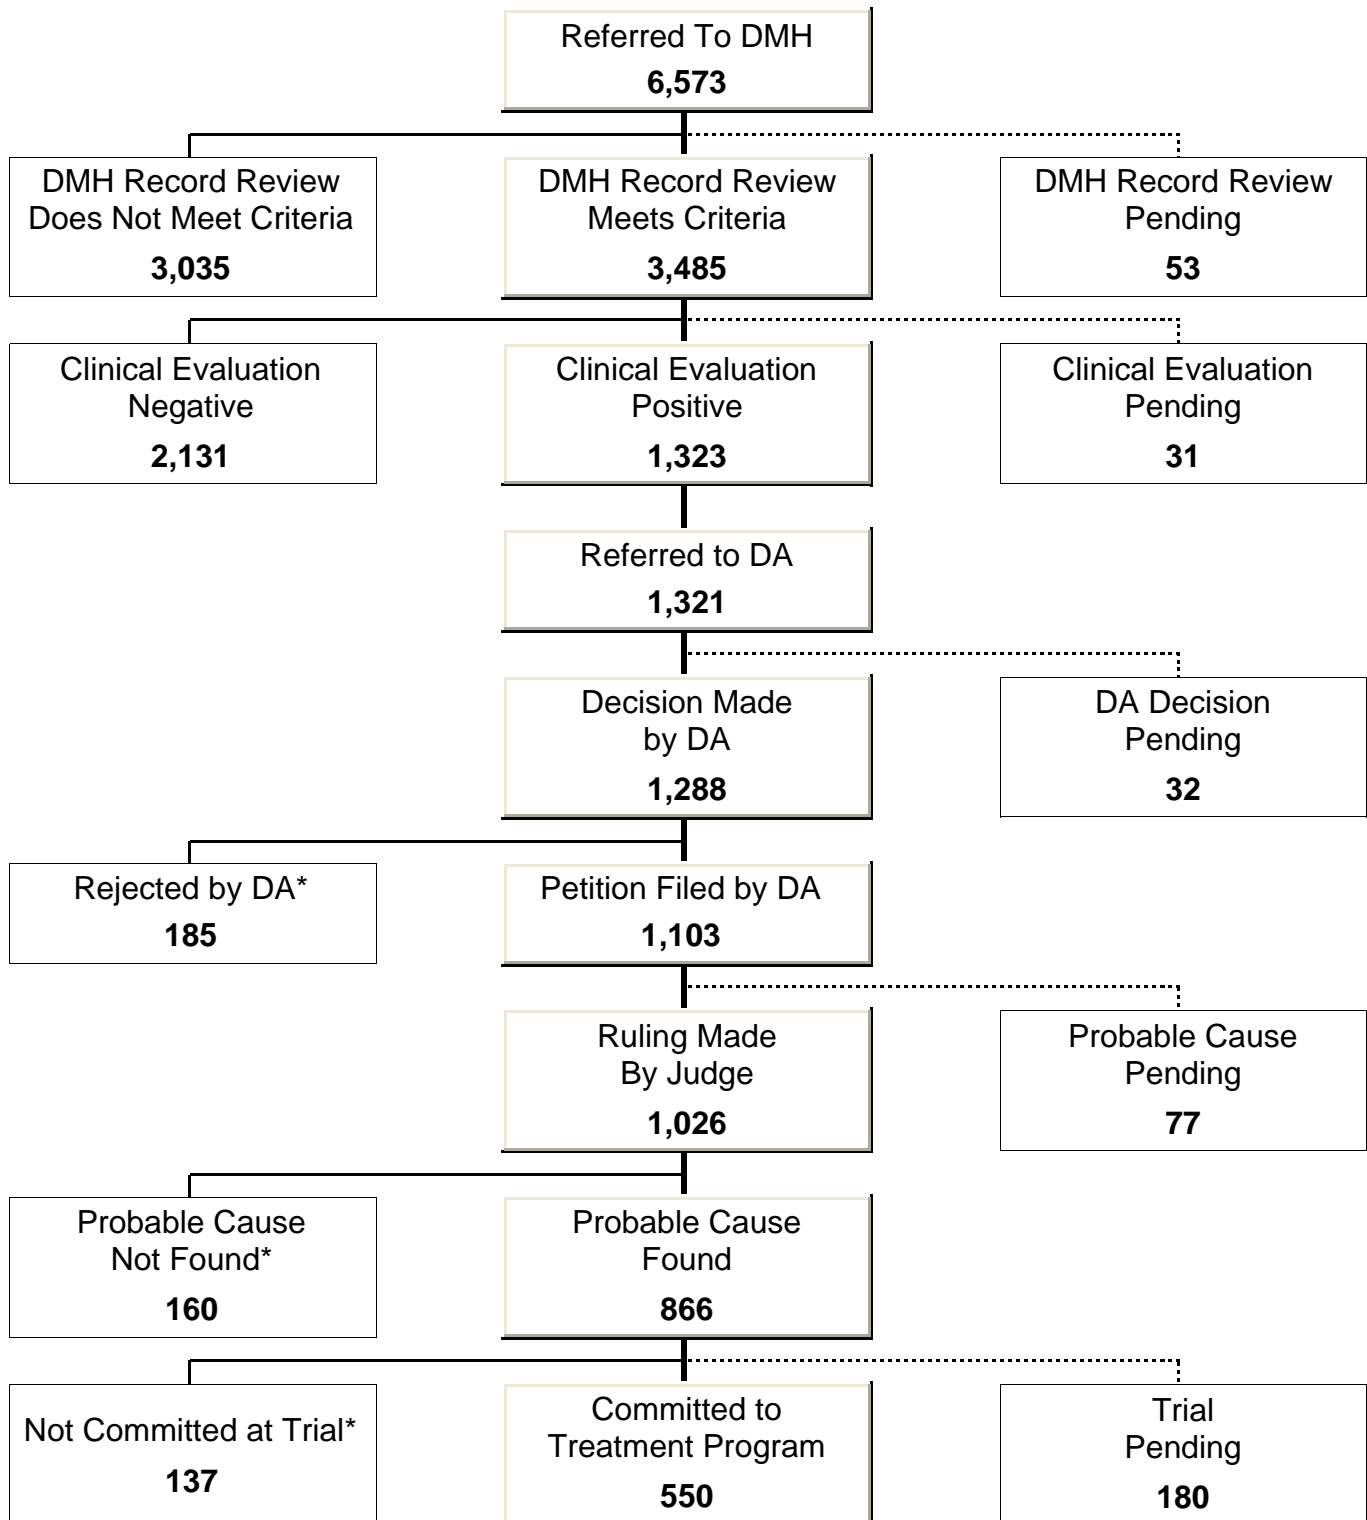 Referred To DMH
6,573
DMH Record Review
Does Not Meet Criteria
3,035
DMH Record Review
Meets Criteria
3,485
DMH Record Review
Pending
53
Clinical Evaluation
Negative
2,131
Clinical Evaluation
Positive
1,323
Clinical Evaluation
Pending
31
Referred to DA
1,321
Decision Made
by DA
1,288
DA Decision
Pending
32
Rejected by DA*
185
Petition Filed by DA
1,103
Ruling Made
By Judge
1,026
Probable Cause
Pending
77
Probable Cause
Not Found*
160
Probable Cause
Found
866
Not Committed at Trial*
137
Committed to
Treatment Program
550
Trial
Pending
180